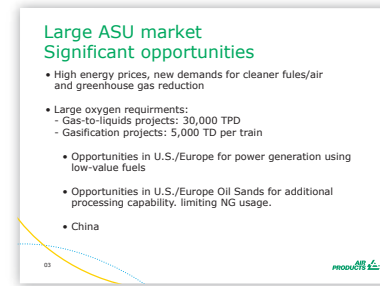 Large ASU market
Significant opportunities
• High energy prices, new demands for cleaner fules/air
and greenhouse gas reduction
• Large oxygen requirments:
- Gas-to-liquids projects: 30,000 TPD
- Gasification projects: 5,000 TD per train
• Opportunities in U.S./Europe for power generation using
low-value fuels
• Opportunities in U.S./Europe Oil Sands for additional
processing capability. limiting NG usage.
• China
03
AIR
PRODUCTS